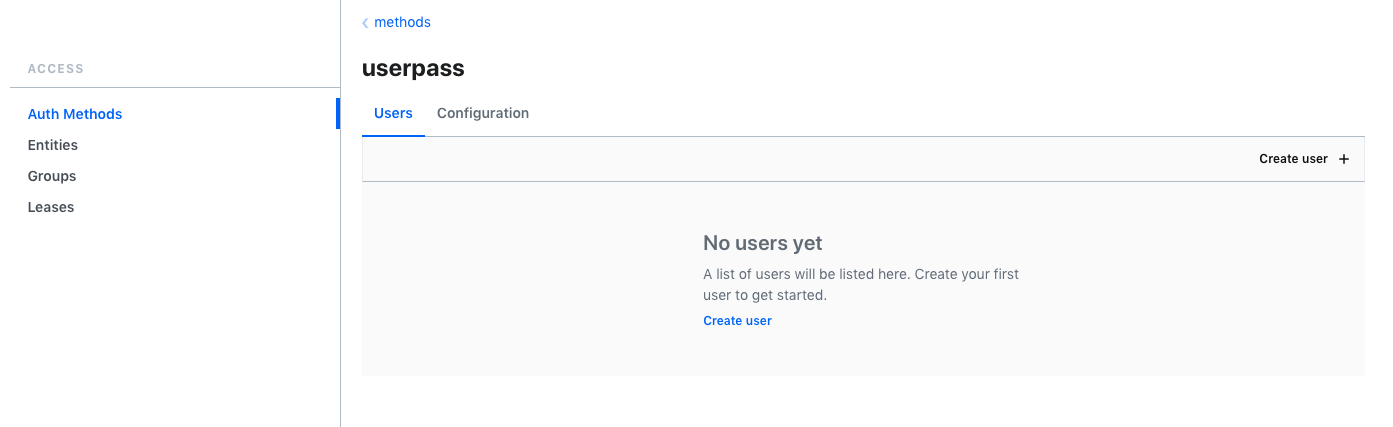 ACCESS
Auth Methods
Entities
Groups
Leases
methods
userpass
Users
Configuration
Create user +
No users yet
A list of users will be listed here. Create your first
user to get started.
Create user